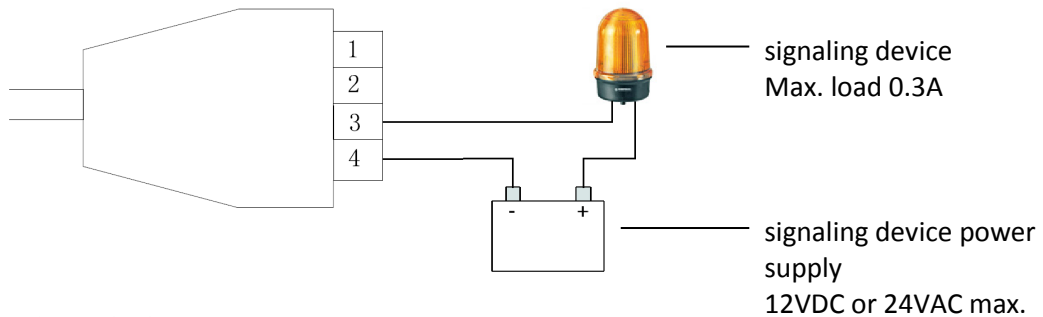 1
2
3
4
signaling device
Max. load 0.3A
- +
signaling device power
supply
12VDC or 24VAC max.